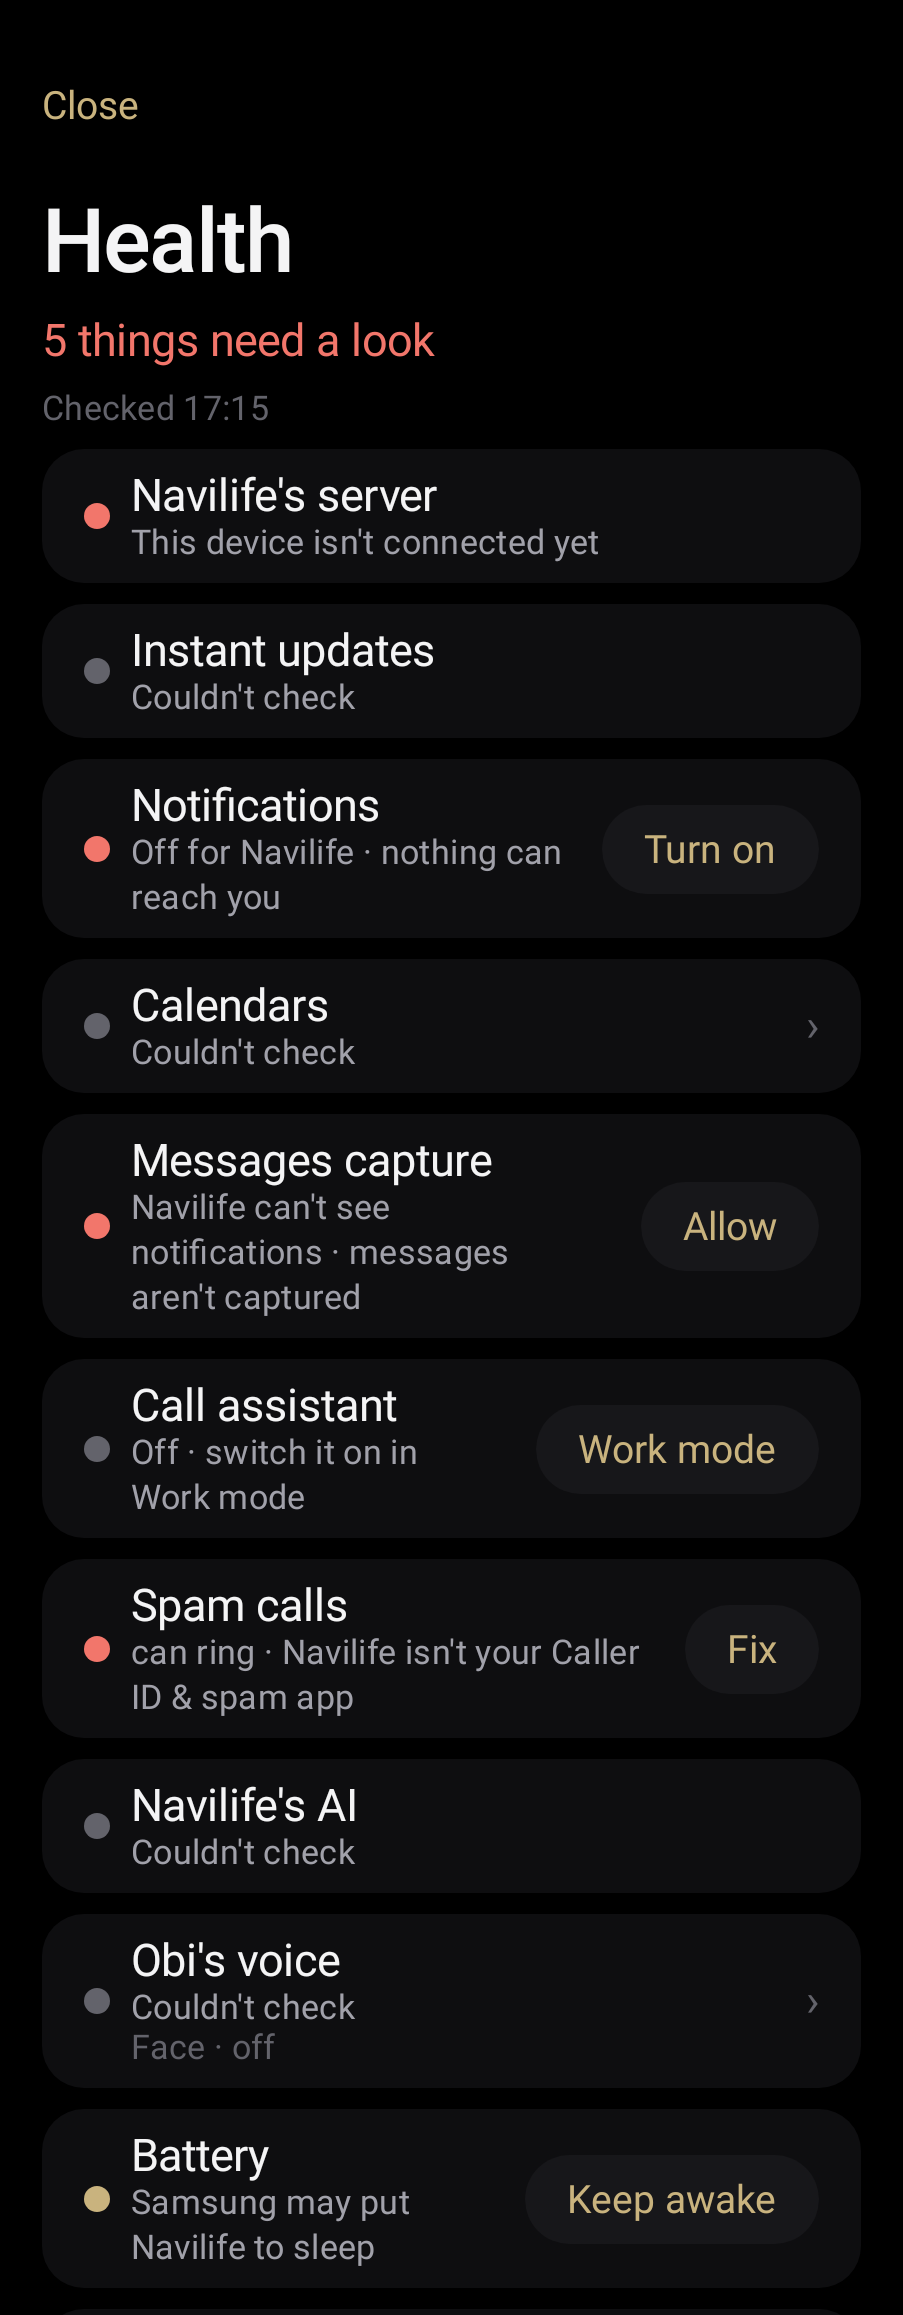 Close
Health
5 things need a look
Checked 17:15
Navilife's server
This device isn't connected yet
Instant updates
Couldn't check
Notifications
Off for Navilife · nothing can
reach you
Turn on
Calendars
Couldn't check
›
Messages capture
Navilife can't see
notifications · messages
aren't captured
Allow
Call assistant
Off · switch it on in
Work mode
Work mode
Spam calls
can ring · Navilife isn't your Caller
ID & spam app
Fix
Navilife's AI
Couldn't check
Obi's voice
Couldn't check
Face · off
›
Battery
Samsung may put
Navilife to sleep
Keep awake